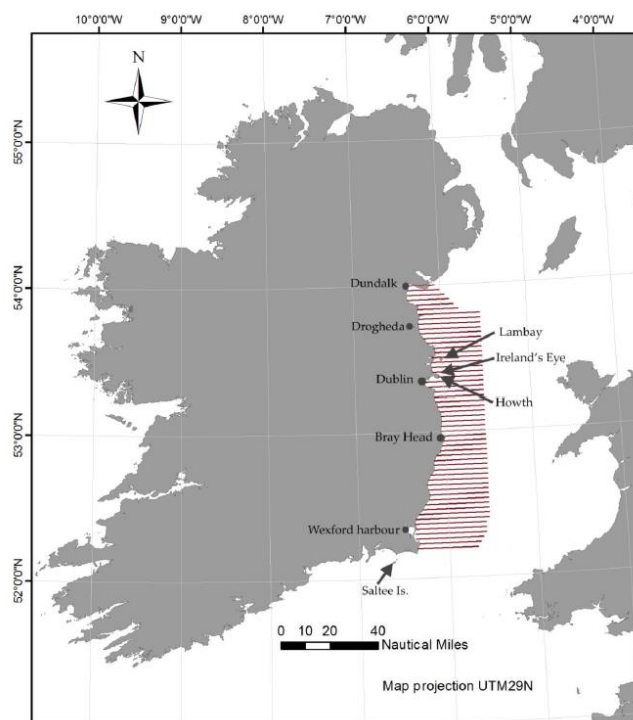 10°0'0"W 9°0'0"W 8°0'0"W 7°0'0"W 6°0'0"W 5°0'0"W 4°0'0"W
N
55°0'0"N
54°0'0"N
Dundalk
Drogheda
Lambay
Ireland's Eye
Dublin
Howth
53°0'0"N
Bray Head
Wexford harbour
52°0'0"N
Saltee Is.
0 10 20 40
Nautical Miles
Map projection UTM29N